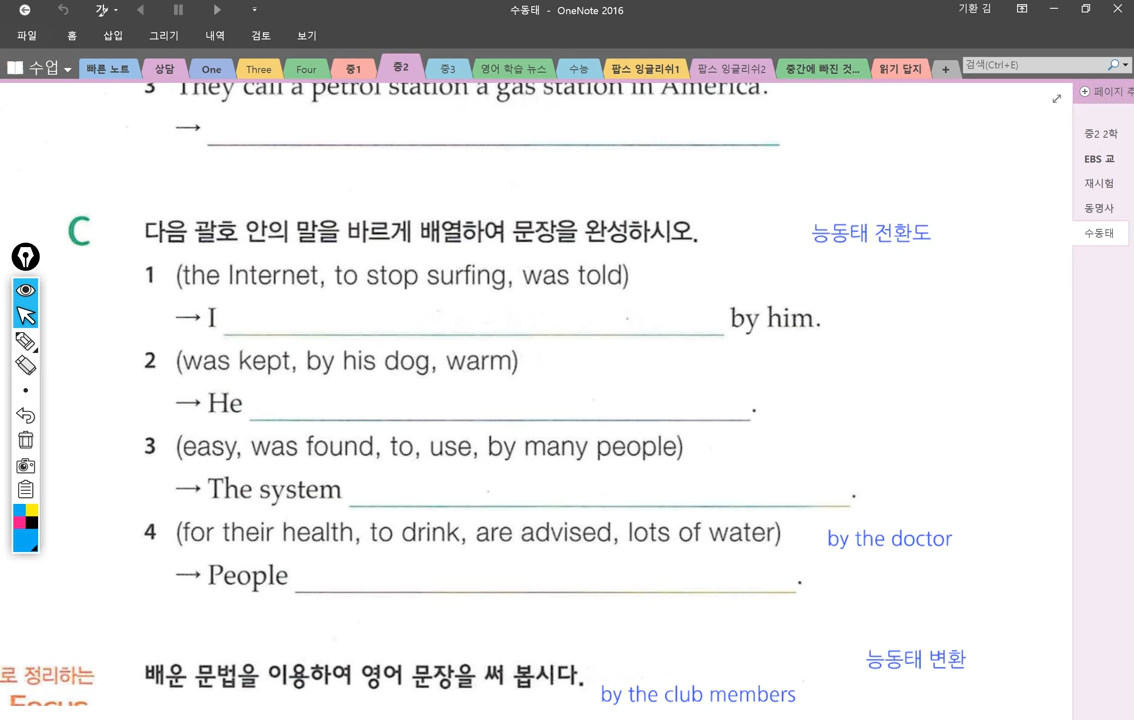 수동태 - OneNote 2016
기환 김
파일 홈 삽입 그리기 내역 검토 보기
수업 빠른 노트 상담 One Three Four 중1 중2 중3 영어 학습 뉴스 수능 팝스 잉글리쉬1 팝스 잉글리쉬2 중간에 빠진 것... 읽기 답지 + 검색(Ctrl+E)
3 They call a petrol station a gas station in America.
→
페이지 추
중2 2학
EBS 교
재시험
동명사
수동태
C 다음 괄호 안의 말을 바르게 배열하여 문장을 완성하시오. 능동태 전환도
1 (the Internet, to stop surfing, was told)
→ I by him.
2 (was kept, by his dog, warm)
→ He .
3 (easy, was found, to, use, by many people)
→ The system .
4 (for their health, to drink, are advised, lots of water) by the doctor
→ People .
능동태 변환
로 정리하는 배운 문법을 이용하여 영어 문장을 써 봅시다.
by the club members
Focus